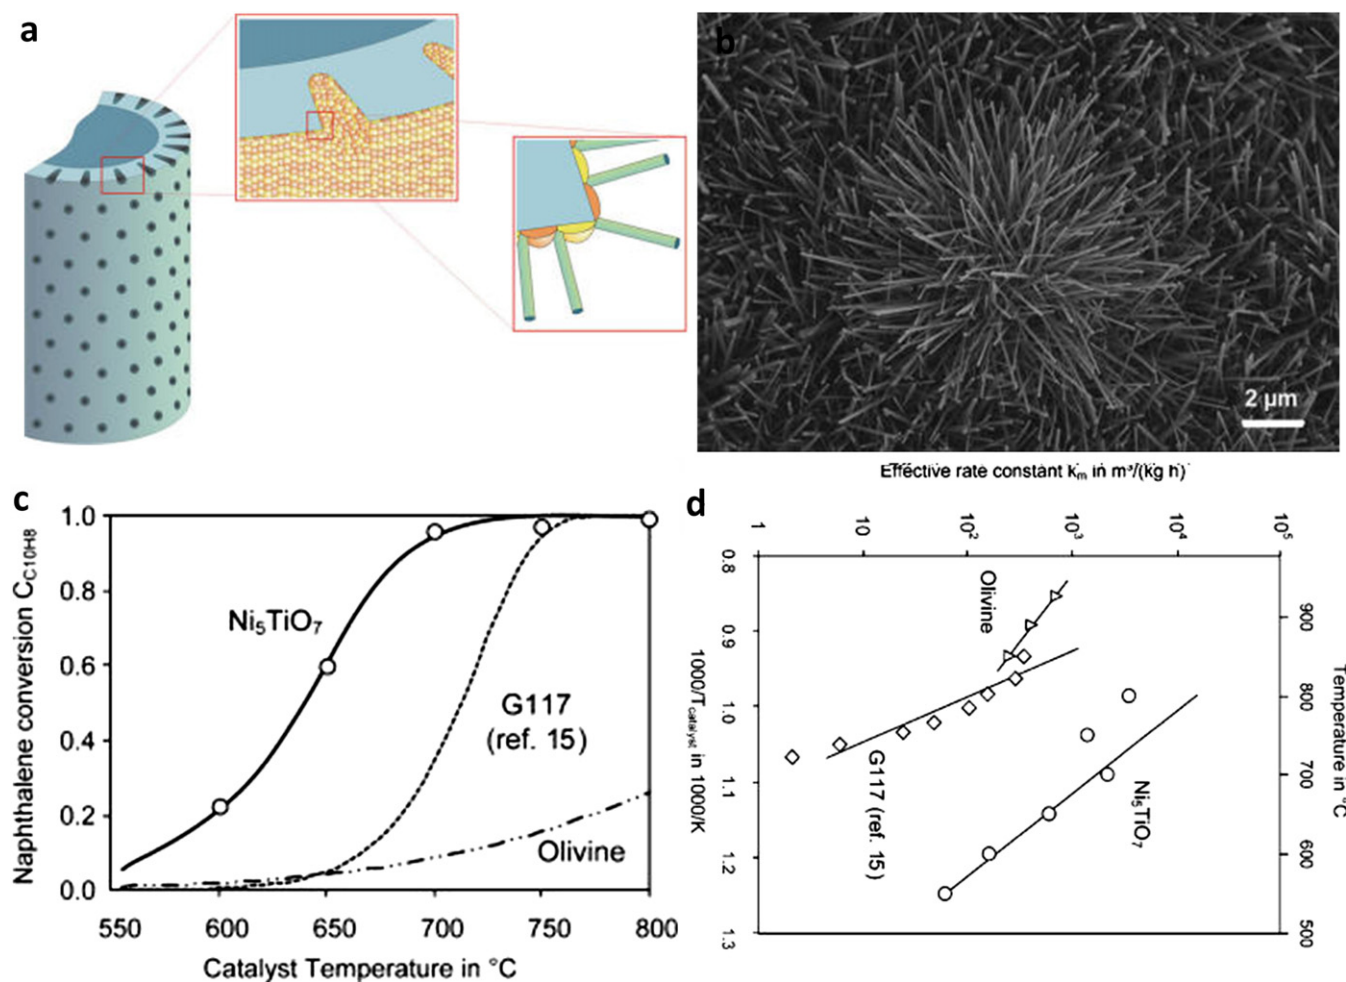 a
b
2 μm
c
Naphthalene conversion C_C10H8
1.0
0.8
0.6
0.4
0.2
0.0
Ni₅TiO₇
G117
(ref. 15)
Olivine
550 600 650 700 750 800
Catalyst Temperature in °C
d
Effective rate constant kₘ in m³/(kg h)
1 10 10² 10³ 10⁴ 10⁵
0.8
0.9
1.0
1.1
1.2
1.3
1000/T_catalyst in 1000/K
Olivine
G117 (ref. 15)
Ni₅TiO₇
900
800
700
600
500
Temperature in °C